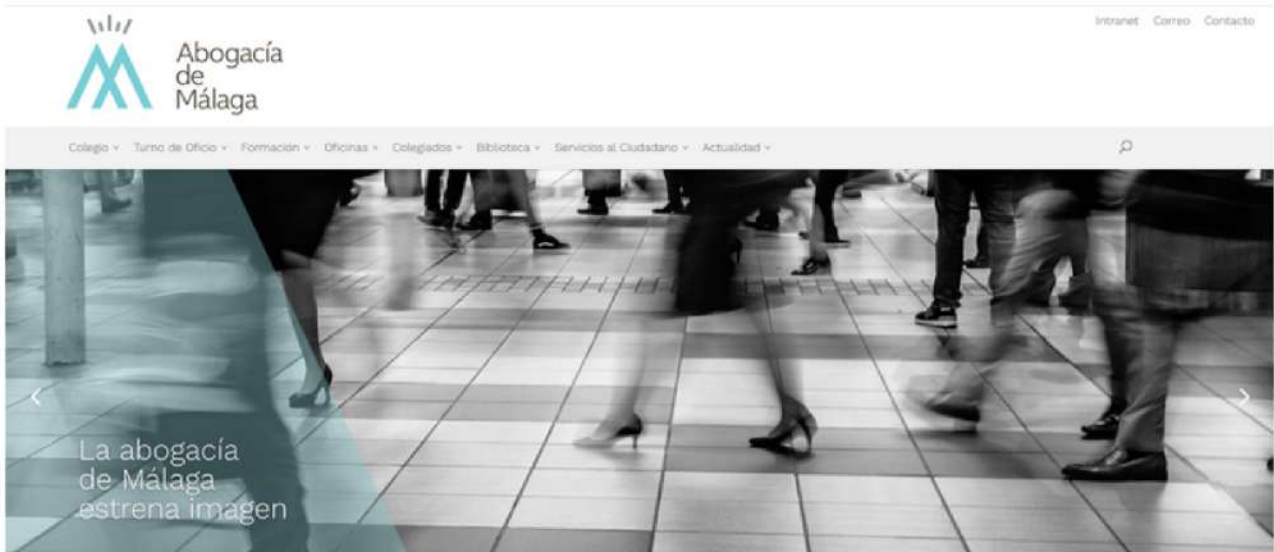 Intranet Correo Contacto
Abogacía
de
Málaga
Colegio Turno de Oficio Formación Oficinas Colegiados Biblioteca Servicios al Ciudadano Actualidad
La abogacía
de Málaga
estrena imagen